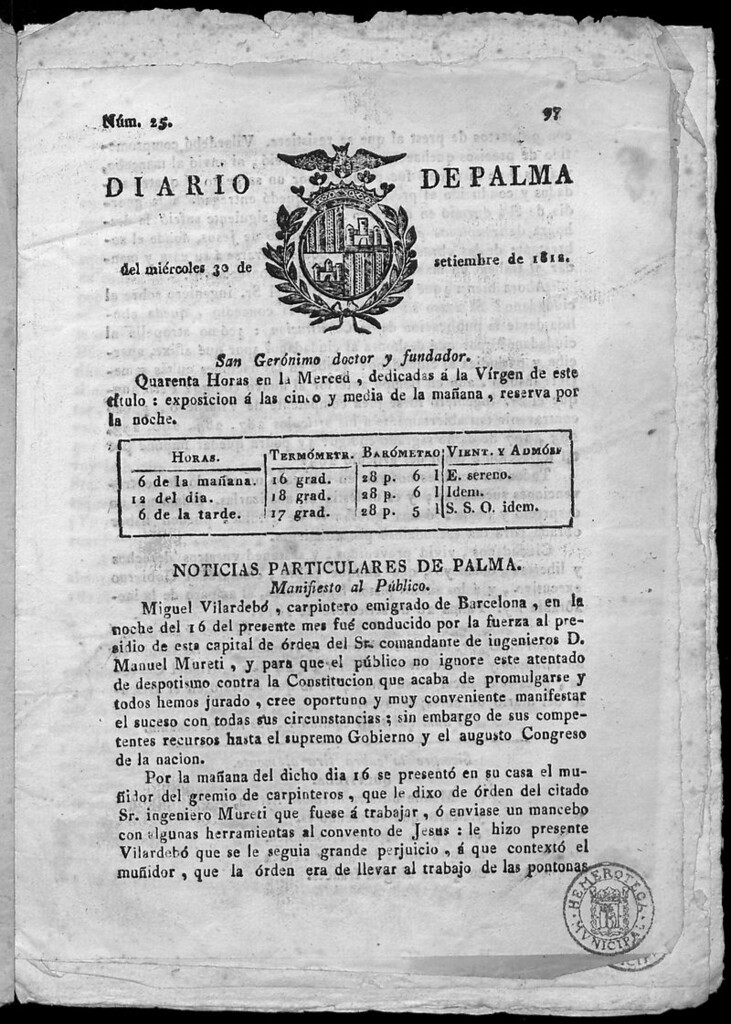 Núm. 25.
97
DIARIO DE PALMA
del miércoles 30 de setiembre de 1812.
San Gerónimo doctor y fundador.
Quarenta Horas en la Merced , dedicadas á la Vírgen de este
título : exposicion á las cinco y media de la mañana , reserva por
la noche.
HORAS. TERMÓMETR. BARÓMETRO VIENT. Y ADMÓSF
6 de la mañana. 16 grad. 28 p. 6 l E. sereno.
12 del dia. 18 grad. 28 p. 6 l Idem.
6 de la tarde. 17 grad. 28 p. 5 l S. S. O. idem.
NOTICIAS PARTICULARES DE PALMA.
Manifiesto al Público.
Miguel Vilardebó , carpintero emigrado de Barcelona , en la
noche del 16 del presente mes fué conducido por la fuerza al pre-
sidio de esta capital de órden del Sr. comandante de ingenieros D.
Manuel Mureti , y para que el público no ignore este atentado
de despotismo contra la Constitucion que acaba de promulgarse y
todos hemos jurado , cree oportuno y muy conveniente manifestar
el suceso con todas sus circunstancias ; sin embargo de sus compe-
tentes recursos hasta el supremo Gobierno y el augusto Congreso
de la nacion.
Por la mañana del dicho dia 16 se presentó en su casa el mu-
ñidor del gremio de carpinteros , que le dixo de órden del citado
Sr. ingeniero Mureti que fuese á trabajar , ó enviase un mancebo
con algunas herramientas al convento de Jesus : le hizo presente
Vilardebó que se le seguia grande perjuicio , á que contextó el
muñidor , que la órden era de llevar al trabajo de las pontonas
HEMEROTECA MVNICIPAL